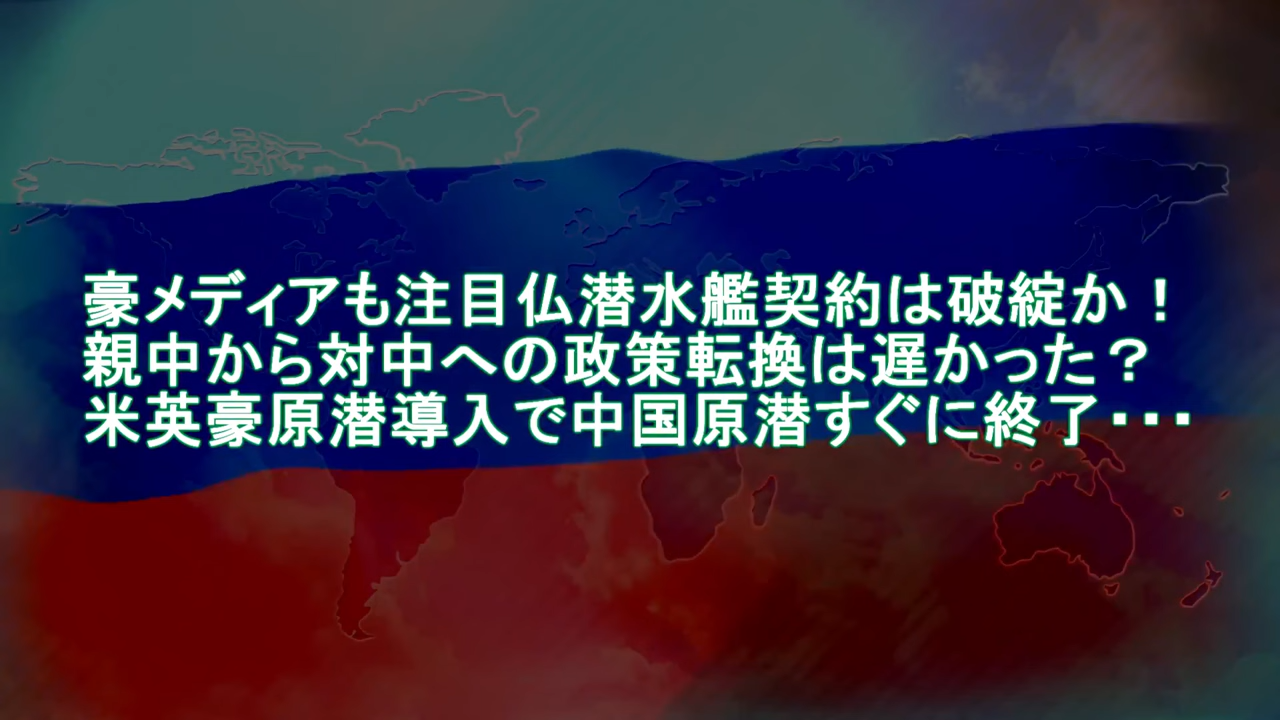 豪メディアも注目仏潜水艦契約は破綻か！
親中から対中への政策転換は遅かった？
米英豪原潜導入で中国原潜すぐに終了・・・